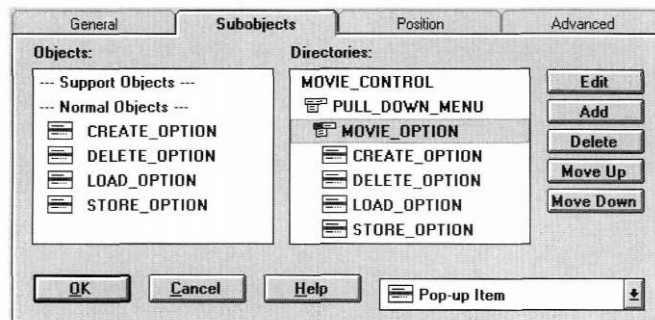 General Subobjects Position Advanced
Objects:
--- Support Objects ---
--- Normal Objects ---
CREATE_OPTION
DELETE_OPTION
LOAD_OPTION
STORE_OPTION
Directories:
MOVIE_CONTROL
PULL_DOWN_MENU
MOVIE_OPTION
CREATE_OPTION
DELETE_OPTION
LOAD_OPTION
STORE_OPTION
Edit
Add
Delete
Move Up
Move Down
OK Cancel Help Pop-up Item